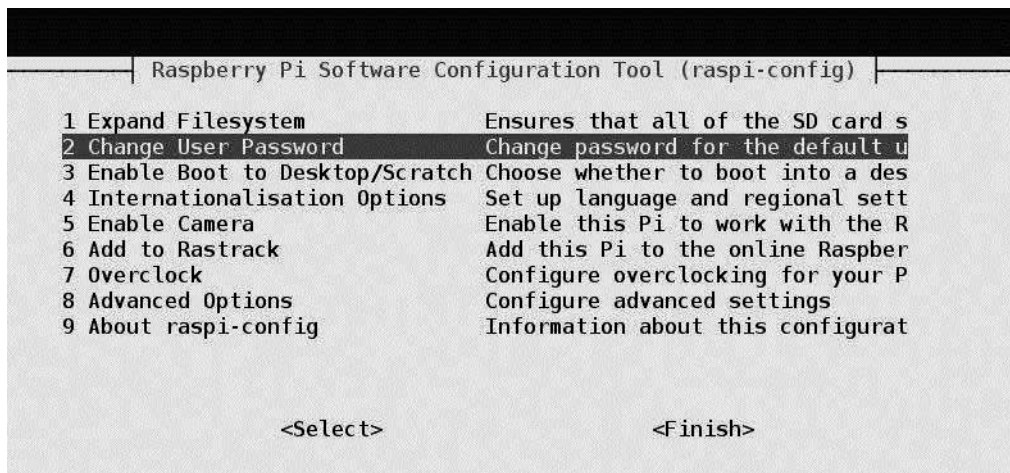 Raspberry Pi Software Configuration Tool (raspi-config)
1 Expand Filesystem Ensures that all of the SD card s
2 Change User Password Change password for the default u
3 Enable Boot to Desktop/Scratch Choose whether to boot into a des
4 Internationalisation Options Set up language and regional sett
5 Enable Camera Enable this Pi to work with the R
6 Add to Rastrack Add this Pi to the online Raspber
7 Overclock Configure overclocking for your P
8 Advanced Options Configure advanced settings
9 About raspi-config Information about this configurat
<Select> <Finish>